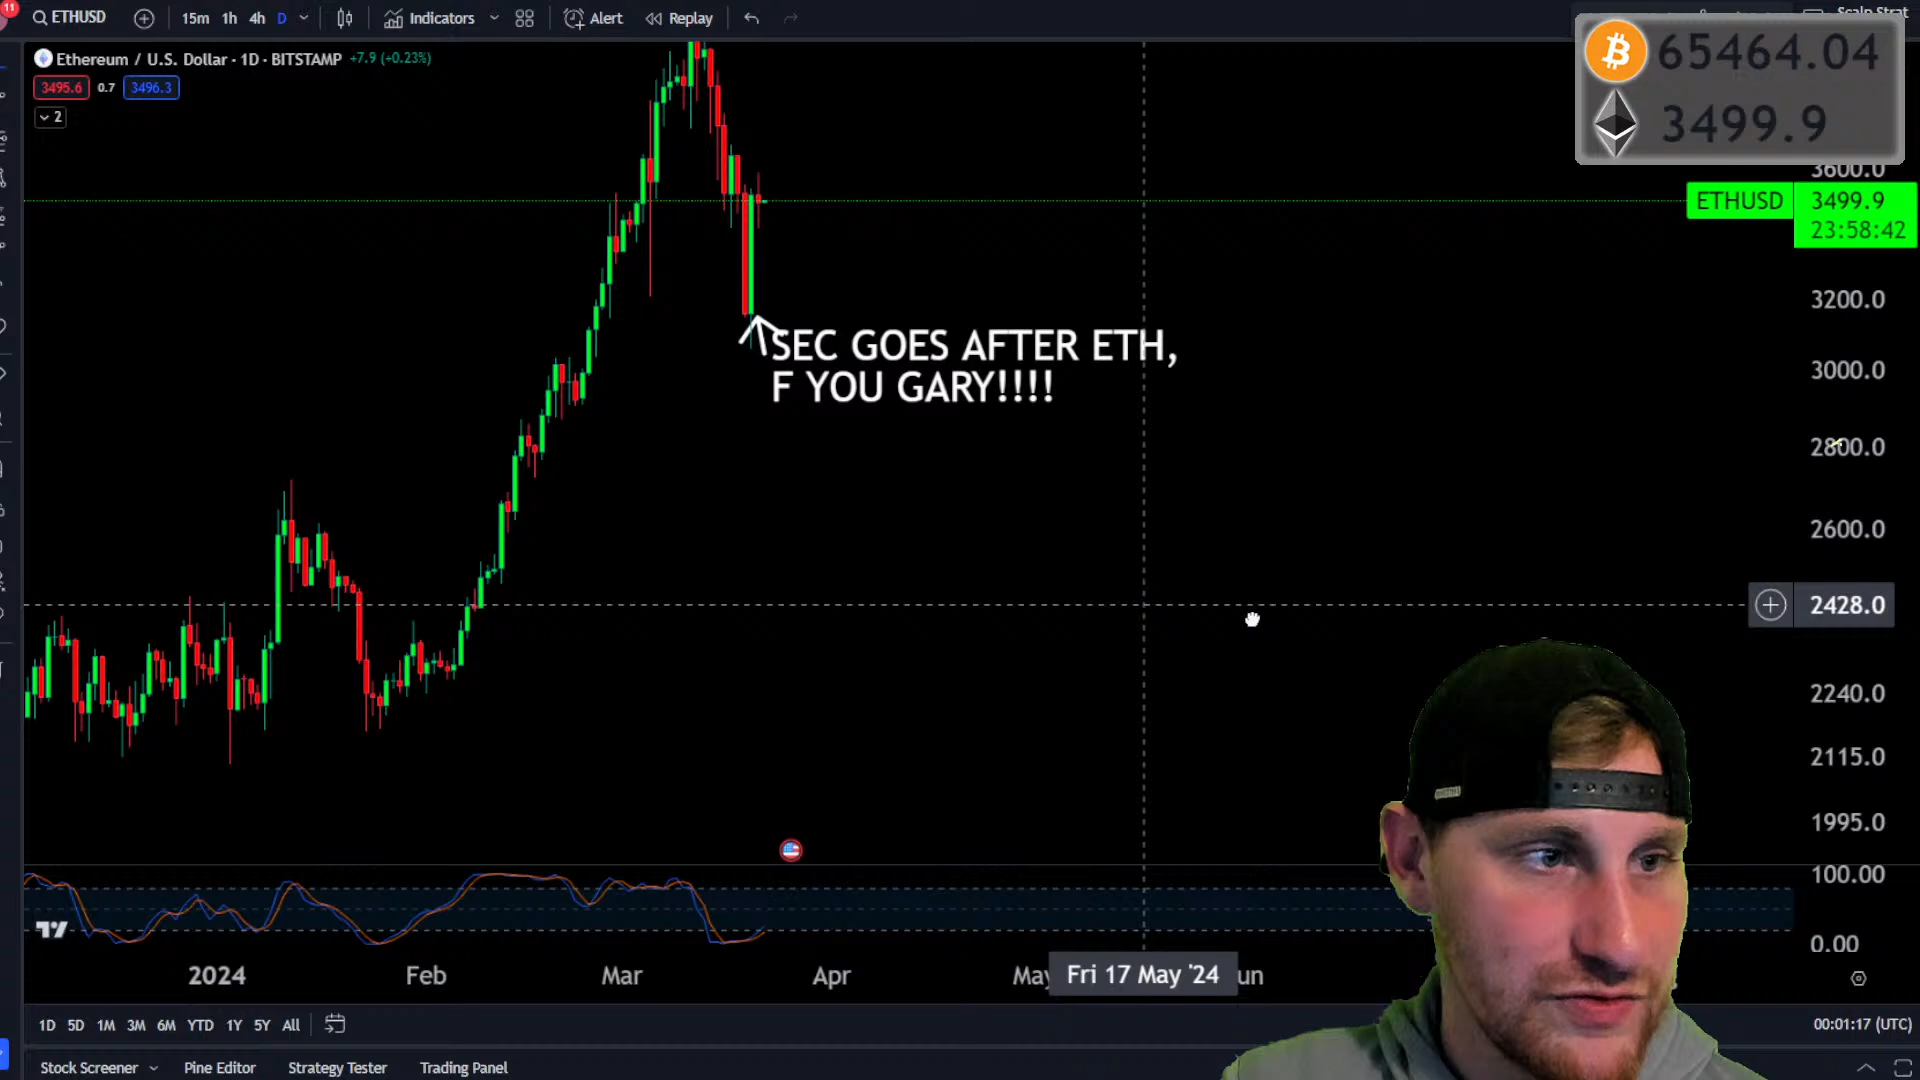 11
ETHUSD 15m 1h 4h D Indicators Alert Replay
Ethereum / U.S. Dollar · 1D · BITSTAMP +7.9 (+0.23%)
3495.6 0.7 3496.3
2
65464.04
3499.9
3600.0
ETHUSD 3499.9
23:58:42
3200.0
SEC GOES AFTER ETH,
F YOU GARY!!!!
3000.0
2800.0
2600.0
2428.0
2240.0
2115.0
1995.0
100.00
0.00
2024 Feb Mar Apr May Fri 17 May '24
1D 5D 1M 3M 6M YTD 1Y 5Y All 00:01:17 (UTC)
Stock Screener Pine Editor Strategy Tester Trading Panel